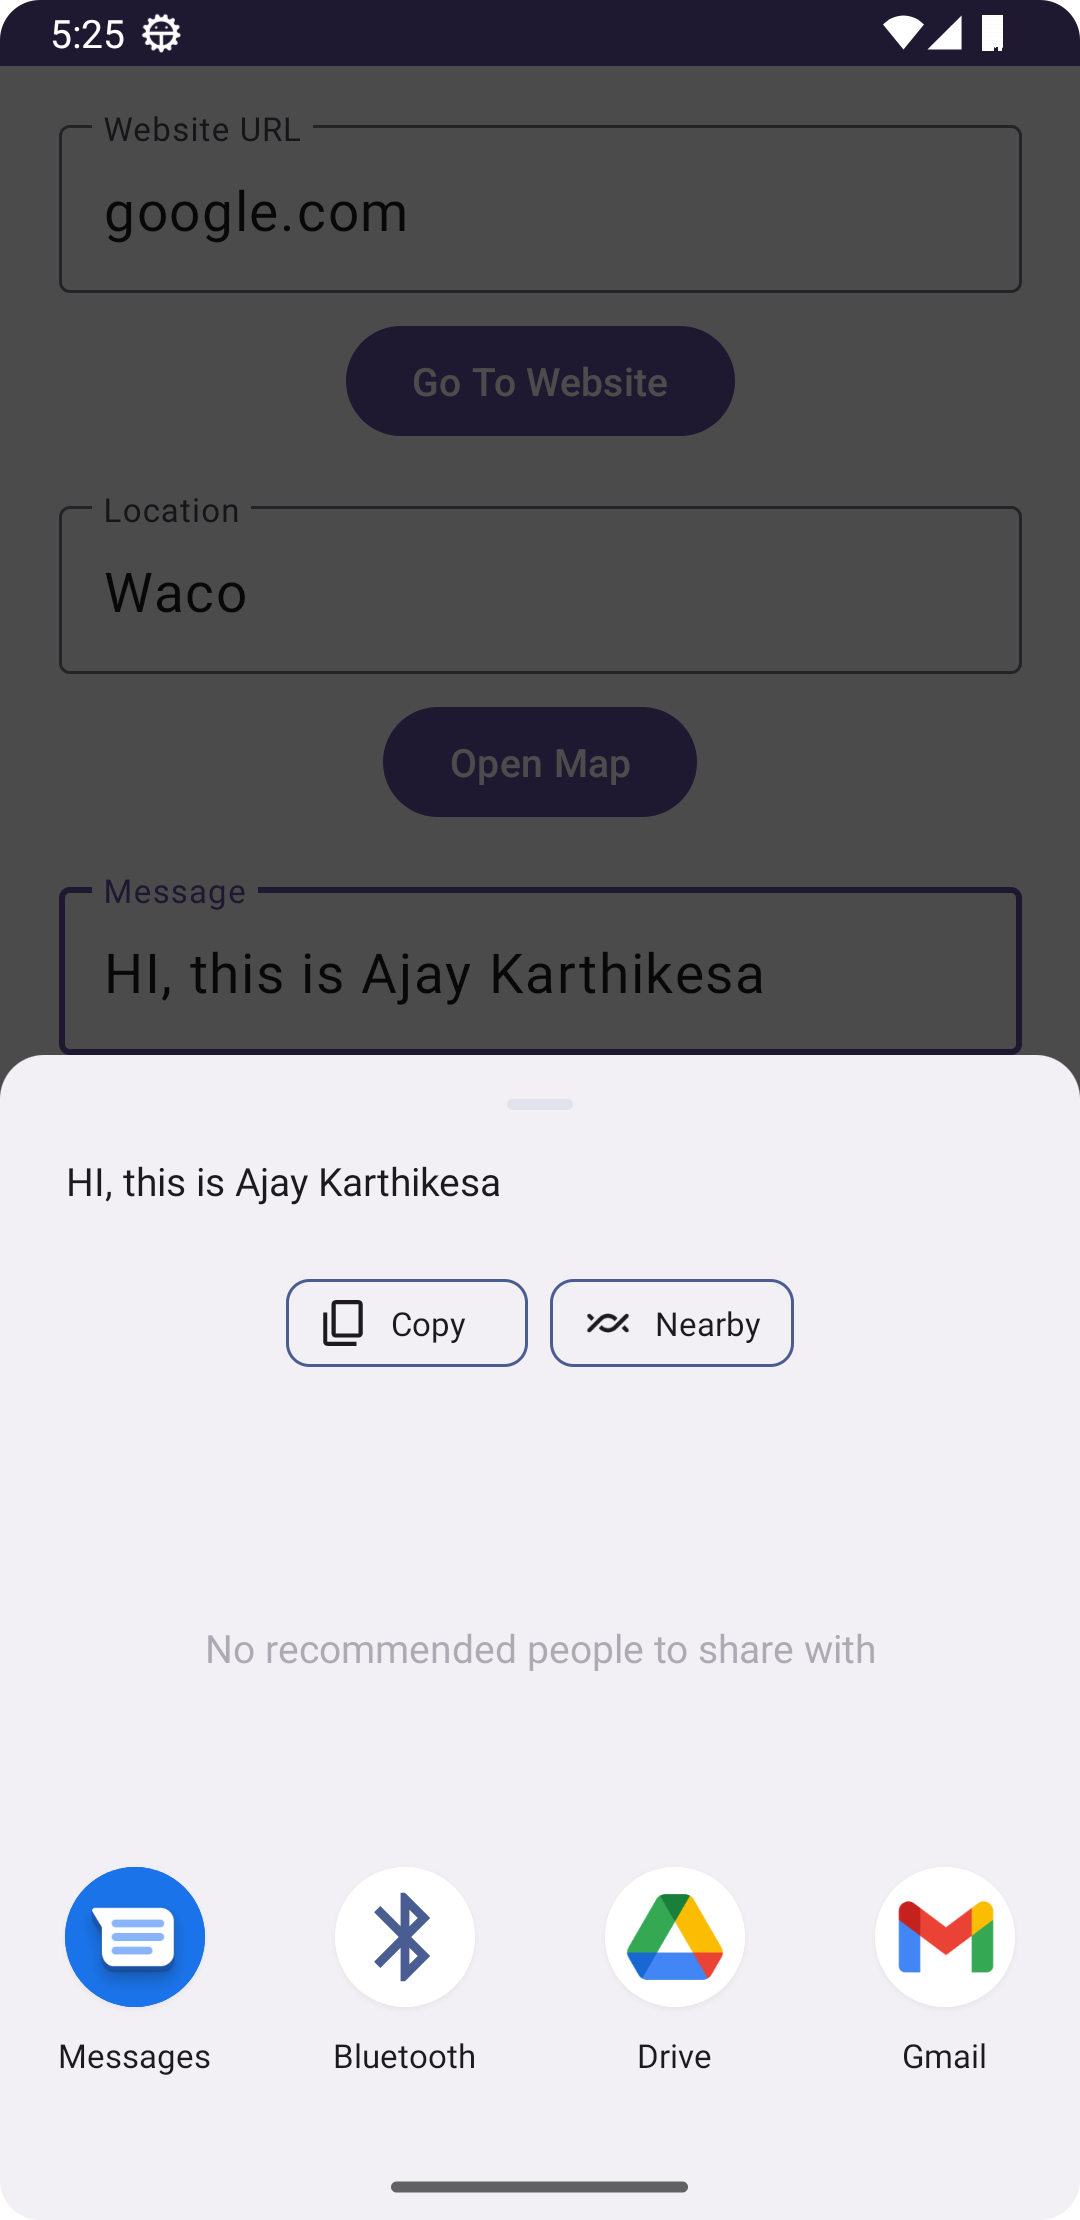 5:25
Website URL
google.com
Go To Website
Location
Waco
Open Map
Message
HI, this is Ajay Karthikesa
HI, this is Ajay Karthikesa
Copy
Nearby
No recommended people to share with
Messages
Bluetooth
Drive
Gmail